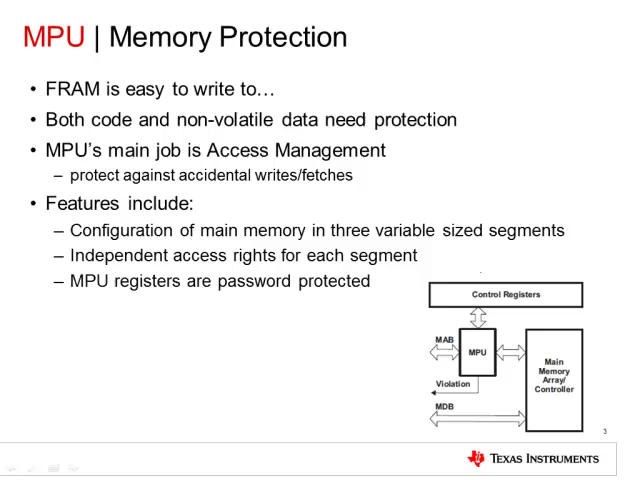 MPU | Memory Protection
• FRAM is easy to write to…
• Both code and non-volatile data need protection
• MPU's main job is Access Management
– protect against accidental writes/fetches
• Features include:
– Configuration of main memory in three variable sized segments
– Independent access rights for each segment
– MPU registers are password protected
Control Registers
MAB
MPU
Main
Memory
Array/
Controller
Violation
MDB
3
TEXAS INSTRUMENTS